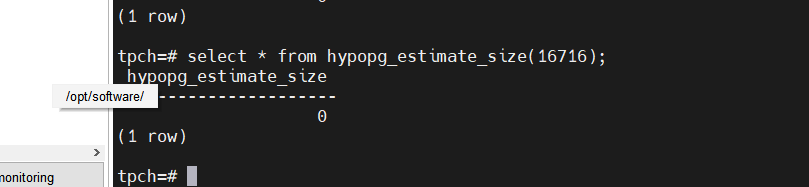 (1 row)
tpch=# select * from hypopg_estimate_size(16716);
hypopg_estimate_size
/opt/software/
-------------------
0
(1 row)
>
monitoring
tpch=#